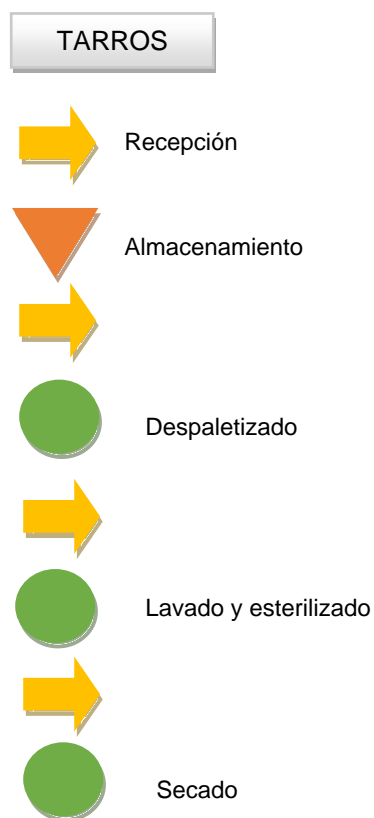 TARROS
Recepción
Almacenamiento
Despaletizado
Lavado y esterilizado
Secado